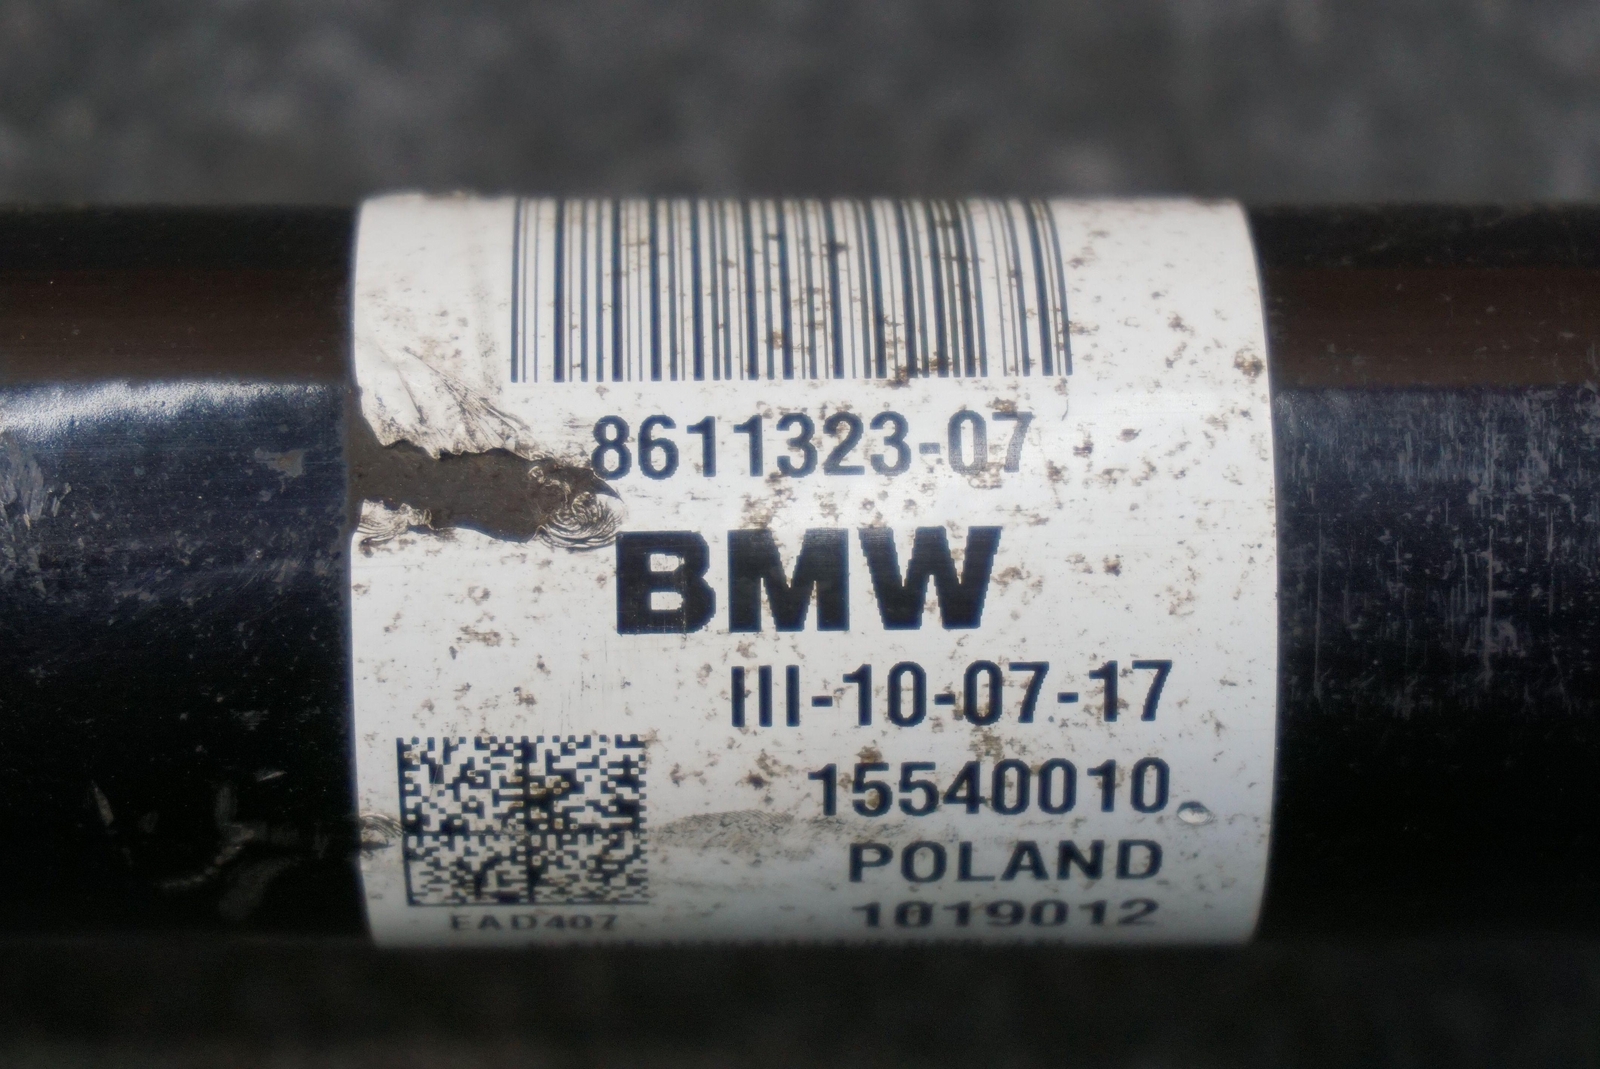 8611323-07
BMW
III-10-07-17
15540010
POLAND
EAD407
1019012